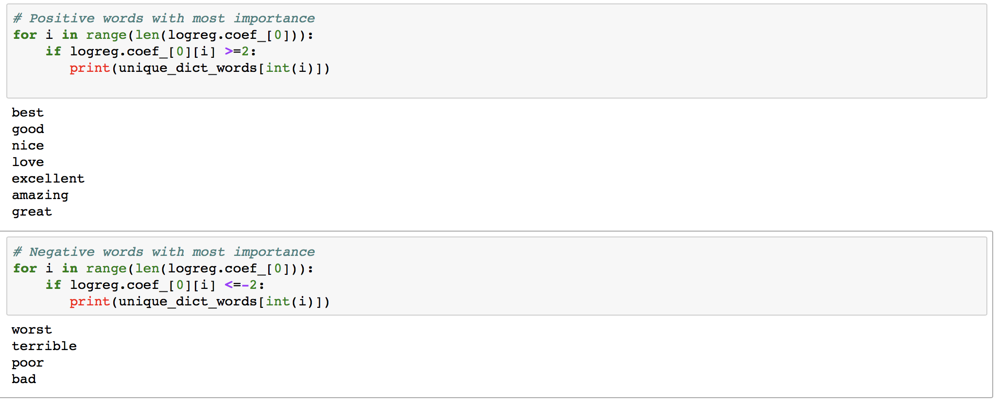 # Positive words with most importance
for i in range(len(logreg.coef_[0])):
    if logreg.coef_[0][i] >=2:
       print(unique_dict_words[int(i)])
best
good
nice
love
excellent
amazing
great
# Negative words with most importance
for i in range(len(logreg.coef_[0])):
    if logreg.coef_[0][i] <=-2:
       print(unique_dict_words[int(i)])
worst
terrible
poor
bad